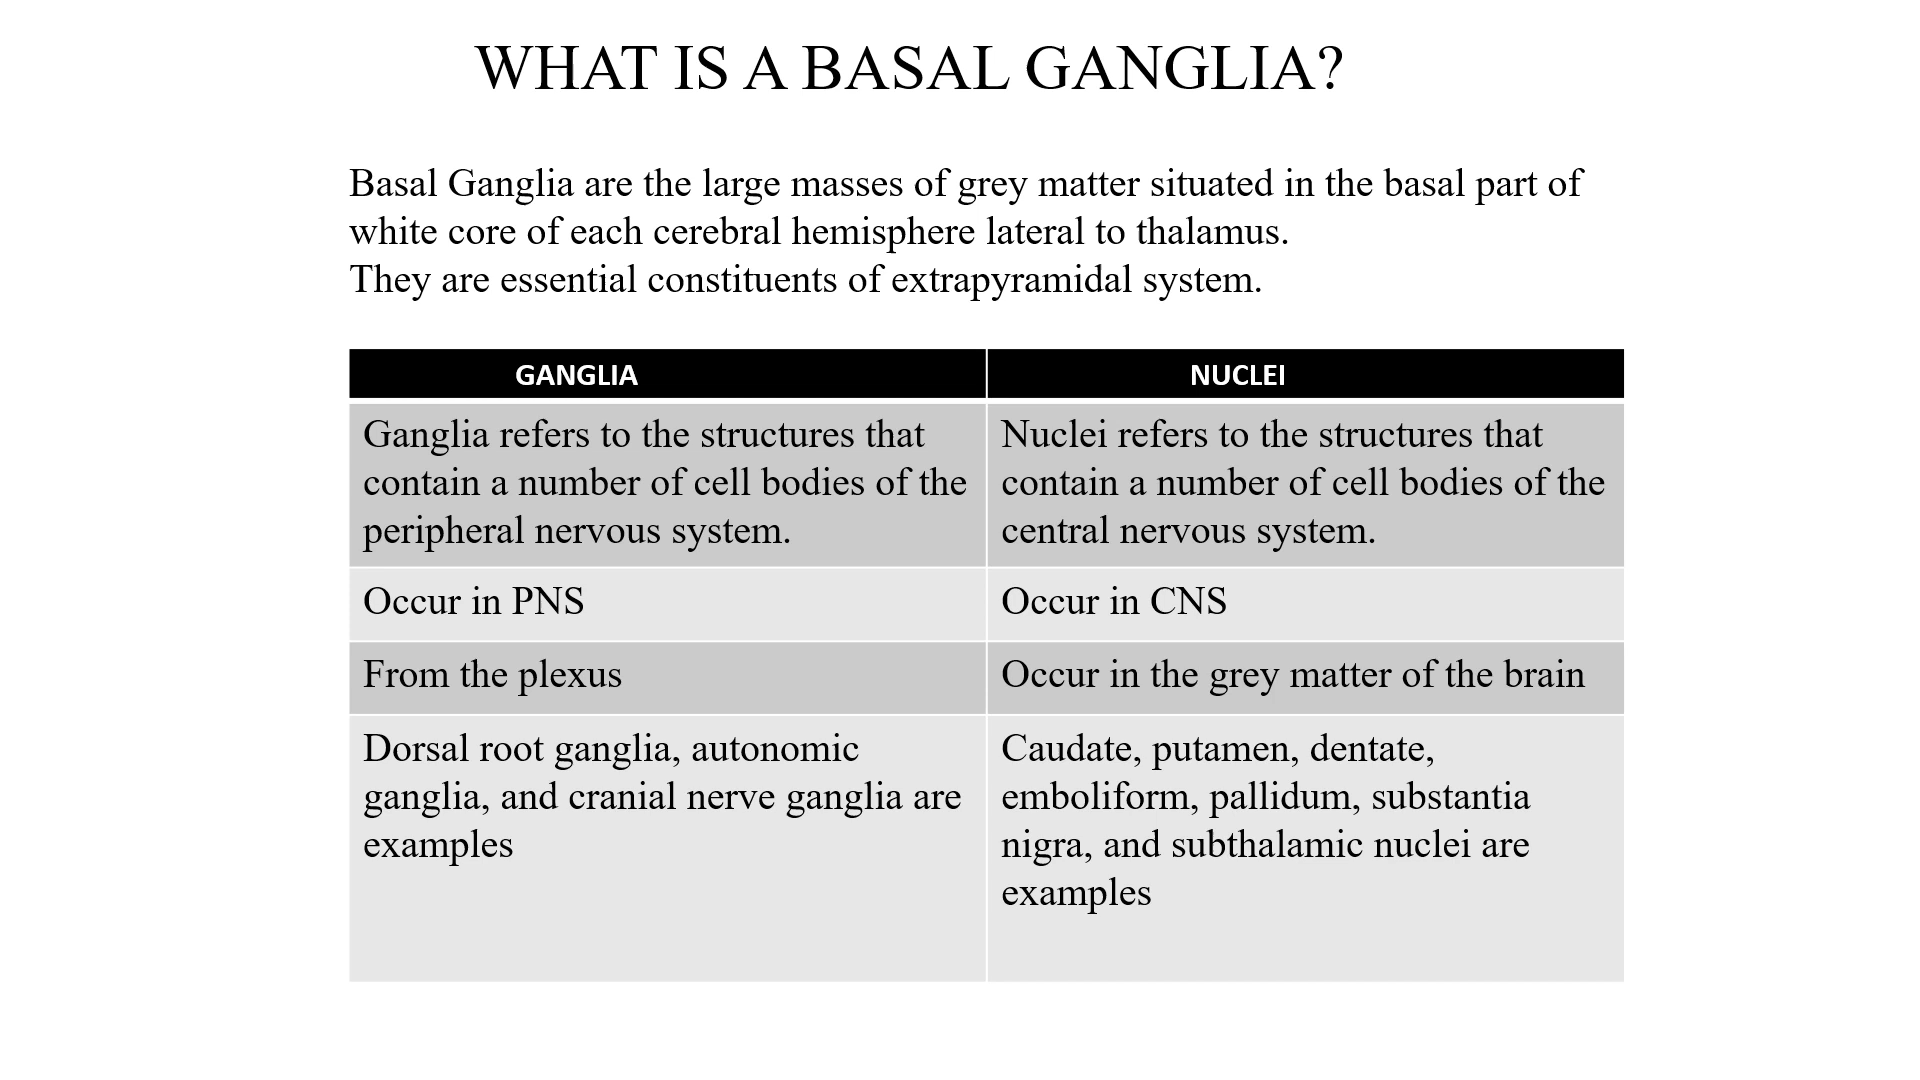 WHAT IS A BASAL GANGLIA?
Basal Ganglia are the large masses of grey matter situated in the basal part of
white core of each cerebral hemisphere lateral to thalamus.
They are essential constituents of extrapyramidal system.
GANGLIA
NUCLEI
Ganglia refers to the structures that
contain a number of cell bodies of the
peripheral nervous system.
Nuclei refers to the structures that
contain a number of cell bodies of the
central nervous system.
Occur in PNS
Occur in CNS
From the plexus
Occur in the grey matter of the brain
Dorsal root ganglia, autonomic
ganglia, and cranial nerve ganglia are
examples
Caudate, putamen, dentate,
emboliform, pallidum, substantia
nigra, and subthalamic nuclei are
examples